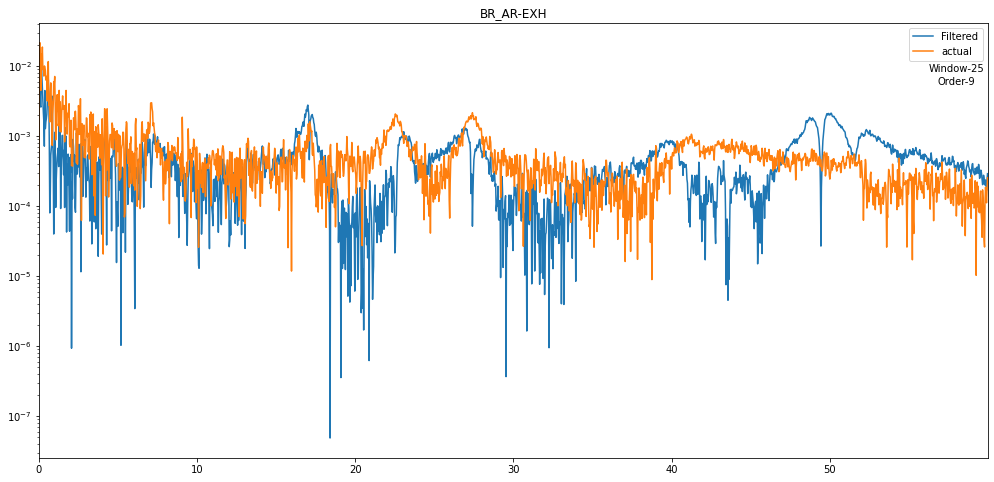 BR_AR-EXH
Filtered
actual
Window-25
Order-9
10⁻²
10⁻³
10⁻⁴
10⁻⁵
10⁻⁶
10⁻⁷
0 10 20 30 40 50